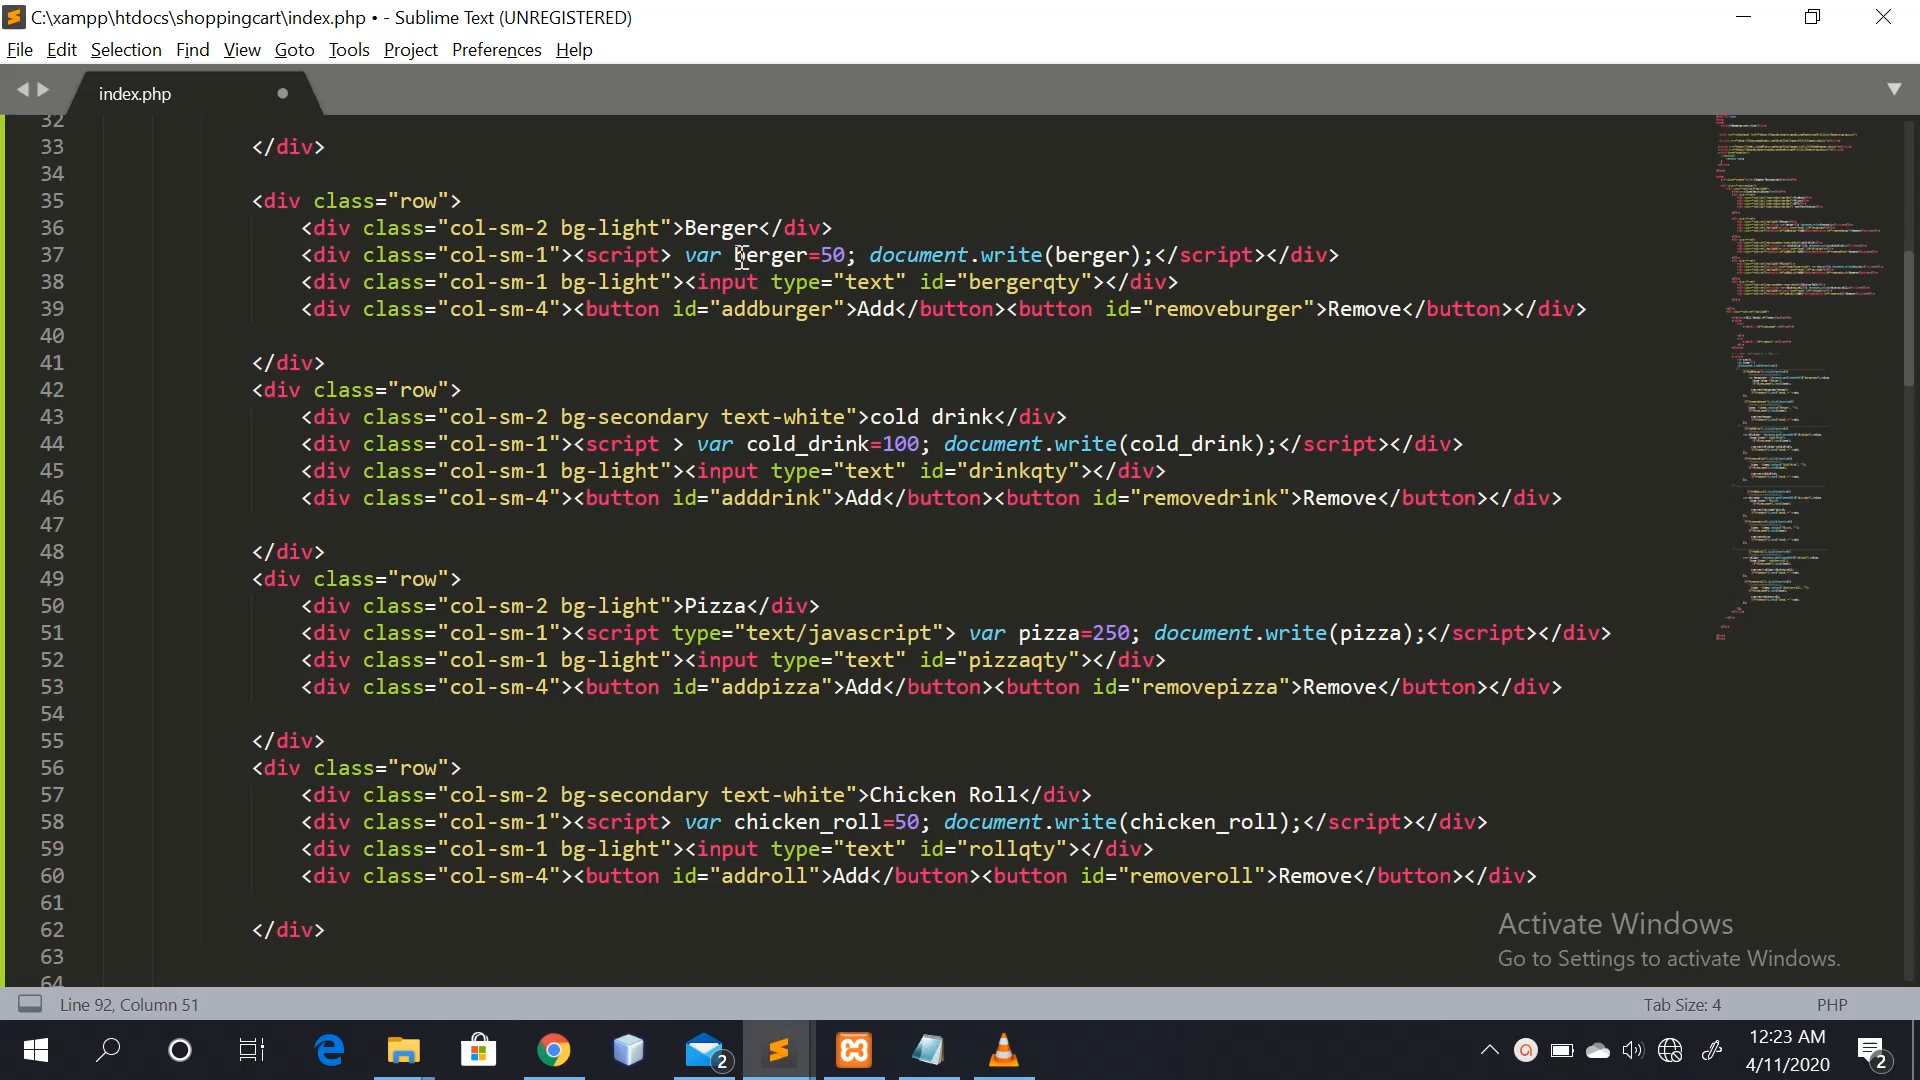 C:\xampp\htdocs\shoppingcart\index.php • - Sublime Text (UNREGISTERED)
File Edit Selection Find View Goto Tools Project Preferences Help
index.php
32
33 </div>
34
35 <div class="row">
36 <div class="col-sm-2 bg-light">Berger</div>
37 <div class="col-sm-1"><script> var berger=50; document.write(berger);</script></div>
38 <div class="col-sm-1 bg-light"><input type="text" id="bergerqty"></div>
39 <div class="col-sm-4"><button id="addburger">Add</button><button id="removeburger">Remove</button></div>
40
41 </div>
42 <div class="row">
43 <div class="col-sm-2 bg-secondary text-white">cold drink</div>
44 <div class="col-sm-1"><script > var cold_drink=100; document.write(cold_drink);</script></div>
45 <div class="col-sm-1 bg-light"><input type="text" id="drinkqty"></div>
46 <div class="col-sm-4"><button id="adddrink">Add</button><button id="removedrink">Remove</button></div>
47
48 </div>
49 <div class="row">
50 <div class="col-sm-2 bg-light">Pizza</div>
51 <div class="col-sm-1"><script type="text/javascript"> var pizza=250; document.write(pizza);</script></div>
52 <div class="col-sm-1 bg-light"><input type="text" id="pizzaqty"></div>
53 <div class="col-sm-4"><button id="addpizza">Add</button><button id="removepizza">Remove</button></div>
54
55 </div>
56 <div class="row">
57 <div class="col-sm-2 bg-secondary text-white">Chicken Roll</div>
58 <div class="col-sm-1"><script> var chicken_roll=50; document.write(chicken_roll);</script></div>
59 <div class="col-sm-1 bg-light"><input type="text" id="rollqty"></div>
60 <div class="col-sm-4"><button id="addroll">Add</button><button id="removeroll">Remove</button></div>
61
62 </div>
63
64
Activate Windows
Go to Settings to activate Windows.
Line 92, Column 51 Tab Size: 4 PHP
2
12:23 AM
4/11/2020
2